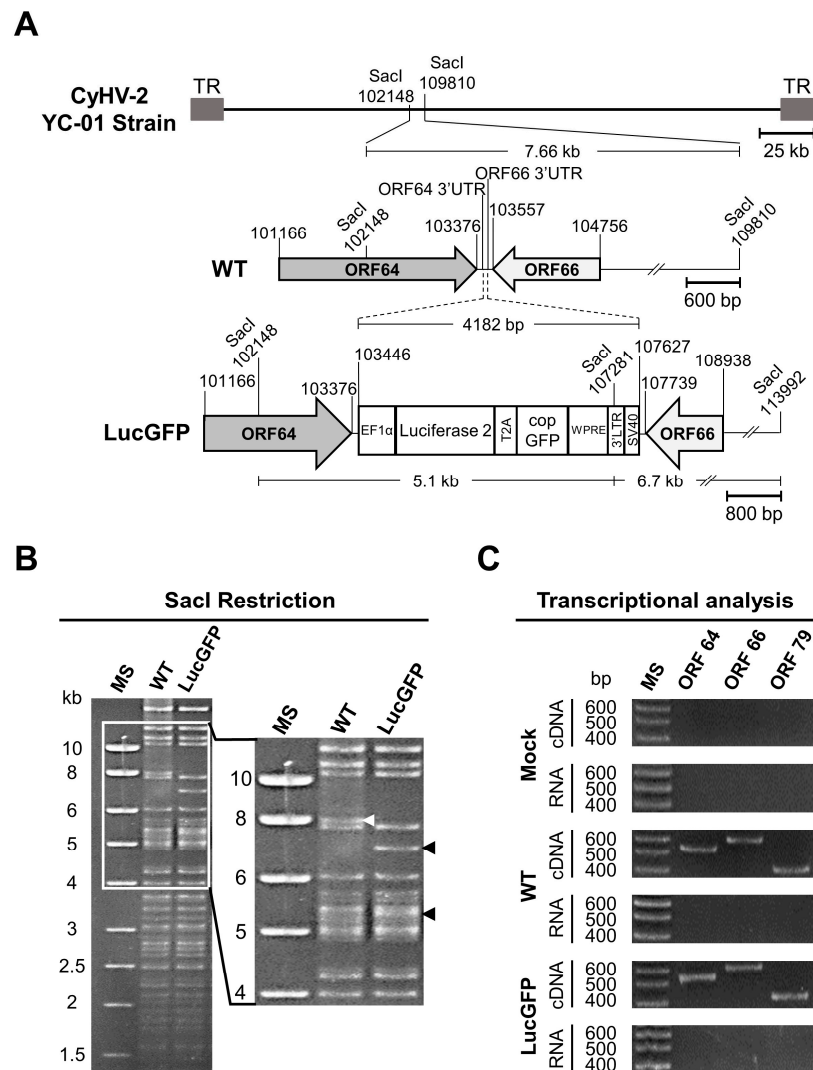 A
CyHV-2
YC-01 Strain
TR
SacI
102148
SacI
109810
TR
7.66 kb
25 kb
ORF66 3’UTR
ORF64 3’UTR
WT
101166
SacI
102148
103376
103557
104756
SacI
109810
ORF64
ORF66
600 bp
4182 bp
LucGFP
101166
SacI
102148
103376
103446
SacI
107281
107627
107739
108938
SacI
113992
ORF64
EF1α
Luciferase 2
T2A
cop
GFP
WPRE
3’LTR
SV40
ORF66
5.1 kb
6.7 kb
800 bp
B
SacI Restriction
kb
MS
WT
LucGFP
10
8
6
5
4
3
2.5
2
1.5
MS
WT
LucGFP
10
8
6
5
4
C
Transcriptional analysis
bp
MS
ORF 64
ORF 66
ORF 79
Mock
cDNA
600
500
400
RNA
600
500
400
WT
cDNA
600
500
400
RNA
600
500
400
LucGFP
cDNA
600
500
400
RNA
600
500
400